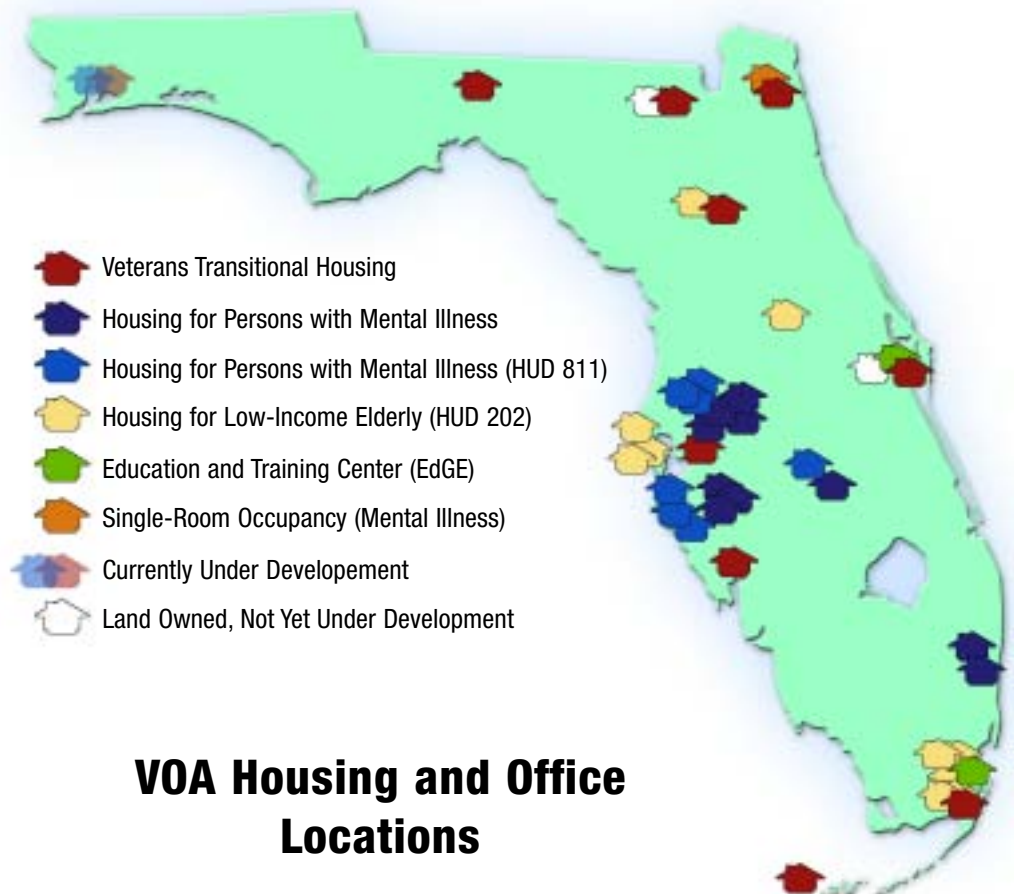 Veterans Transitional Housing
Housing for Persons with Mental Illness
Housing for Persons with Mental Illness (HUD 811)
Housing for Low-Income Elderly (HUD 202)
Education and Training Center (EdGE)
Single-Room Occupancy (Mental Illness)
Currently Under Developement
Land Owned, Not Yet Under Development
VOA Housing and Office
Locations